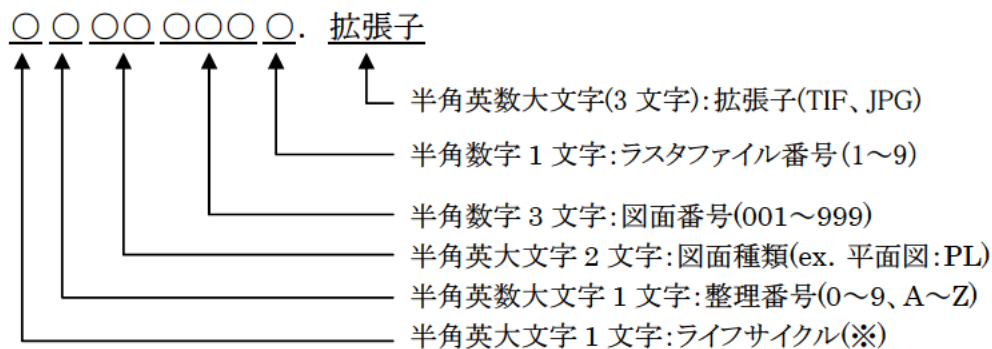 ○ ○ ○○ ○○○ ○. 拡張子
半角英数大文字(3 文字):拡張子(TIF、JPG)
半角数字 1 文字:ラスタファイル番号(1～9)
半角数字 3 文字:図面番号(001～999)
半角英大文字 2 文字:図面種類(ex. 平面図:PL)
半角英数大文字 1 文字:整理番号(0～9、A～Z)
半角英大文字 1 文字:ライフサイクル(※)